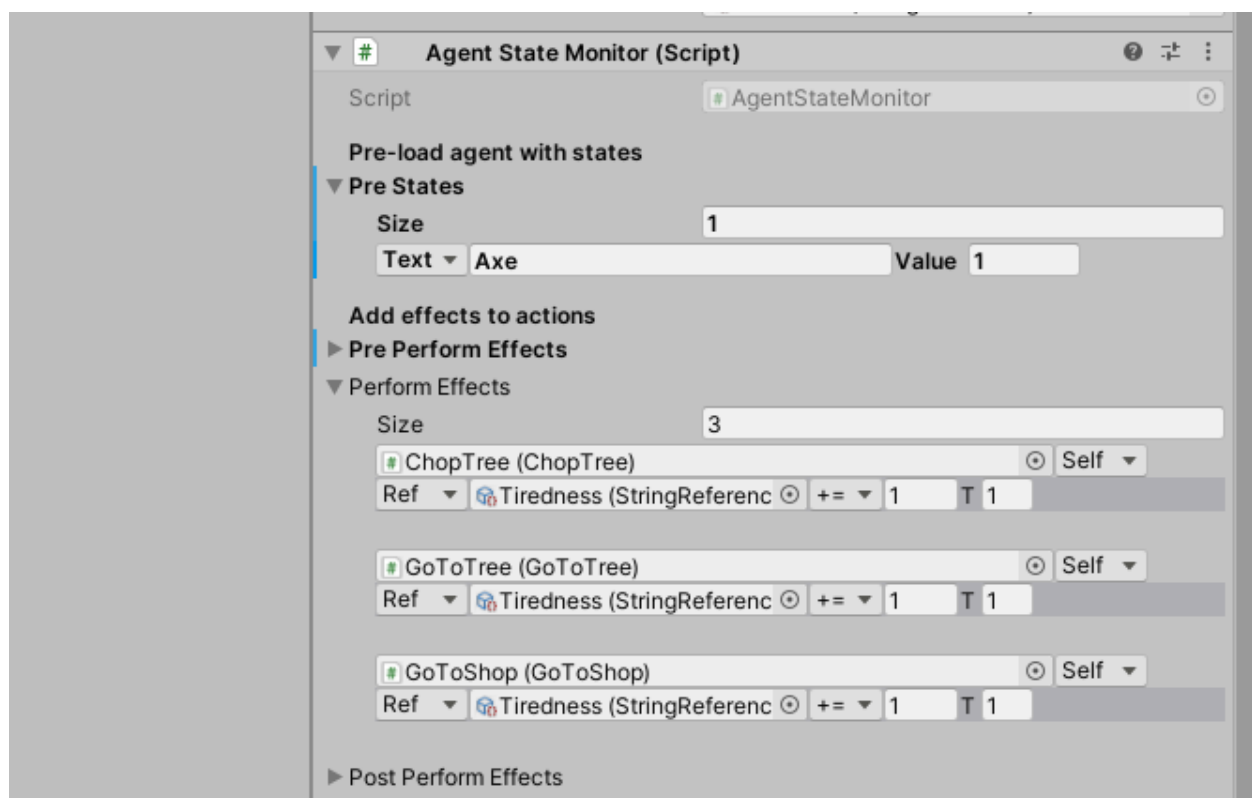 # Agent State Monitor (Script)
Script # AgentStateMonitor
Pre-load agent with states
Pre States
Size 1
Text Axe Value 1
Add effects to actions
Pre Perform Effects
Perform Effects
Size 3
# ChopTree (ChopTree) Self
Ref Tiredness (StringReferenc += 1 T 1
# GoToTree (GoToTree) Self
Ref Tiredness (StringReferenc += 1 T 1
# GoToShop (GoToShop) Self
Ref Tiredness (StringReferenc += 1 T 1
Post Perform Effects